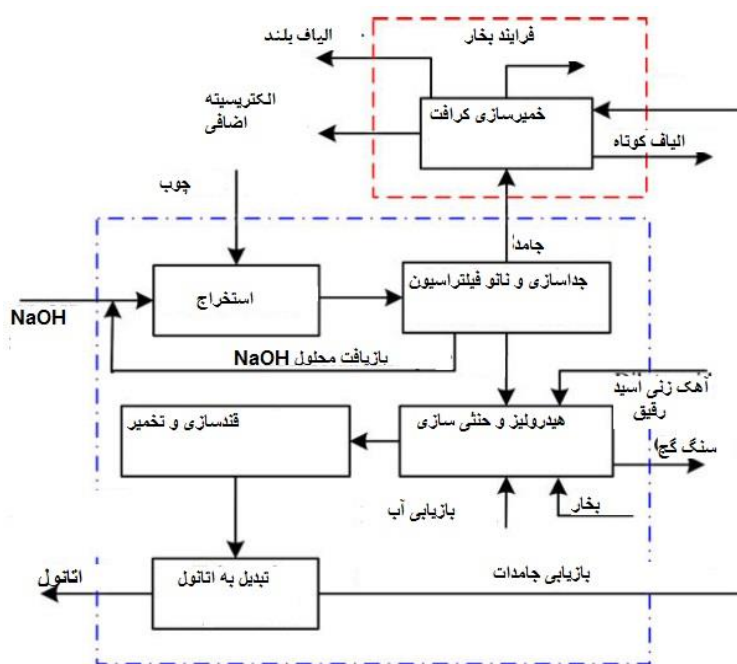 فرایند بخار
الیاف بلند
خمیرسازی کرافت
الکتریسیته
اضافی
الیاف کوتاه
چوب
جامدا
جداسازی و نانو فیلتراسیون
استخراج
NaOH
بازیافت محلول NaOH
آهک زنی اسید
رقیق
قندسازی و تخمیر
هیدرولیز و خنثی سازی
سنگ گچ
بازیابی آب
بخار
بازیابی جامدات
تبدیل به اتانول
اتانول